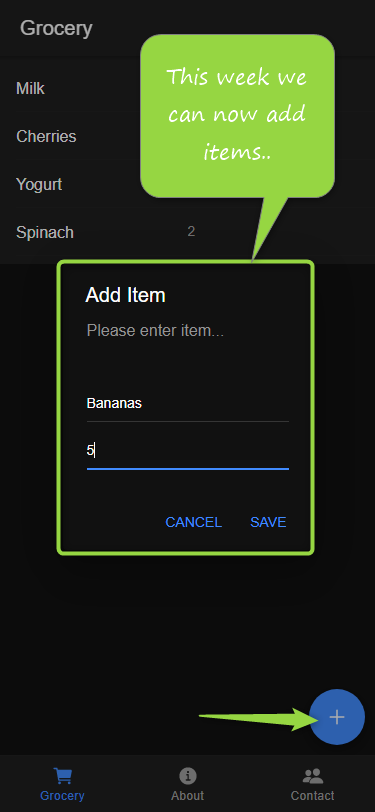 Grocery
This week we
can now add
items..
Milk
Cherries
Yogurt
Spinach 2
Add Item
Please enter item...
Bananas
5
CANCEL SAVE
Grocery About Contact